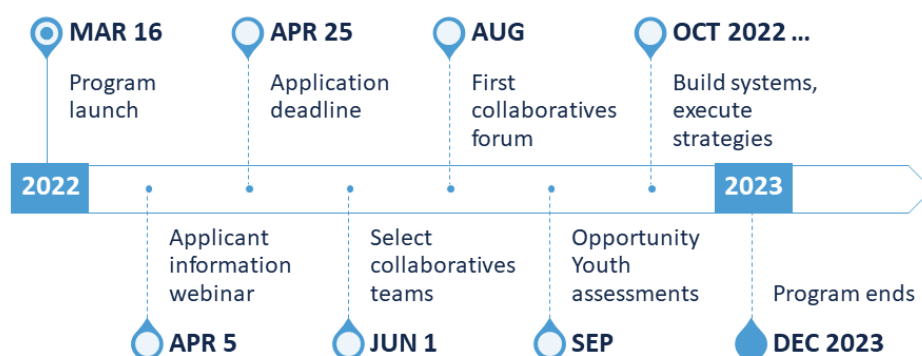 MAR 16
Program
launch
APR 25
Application
deadline
AUG
First
collaboratives
forum
OCT 2022 ...
Build systems,
execute
strategies
2022
2023
Applicant
information
webinar
APR 5
Select
collaboratives
teams
JUN 1
Opportunity
Youth
assessments
SEP
Program ends
DEC 2023